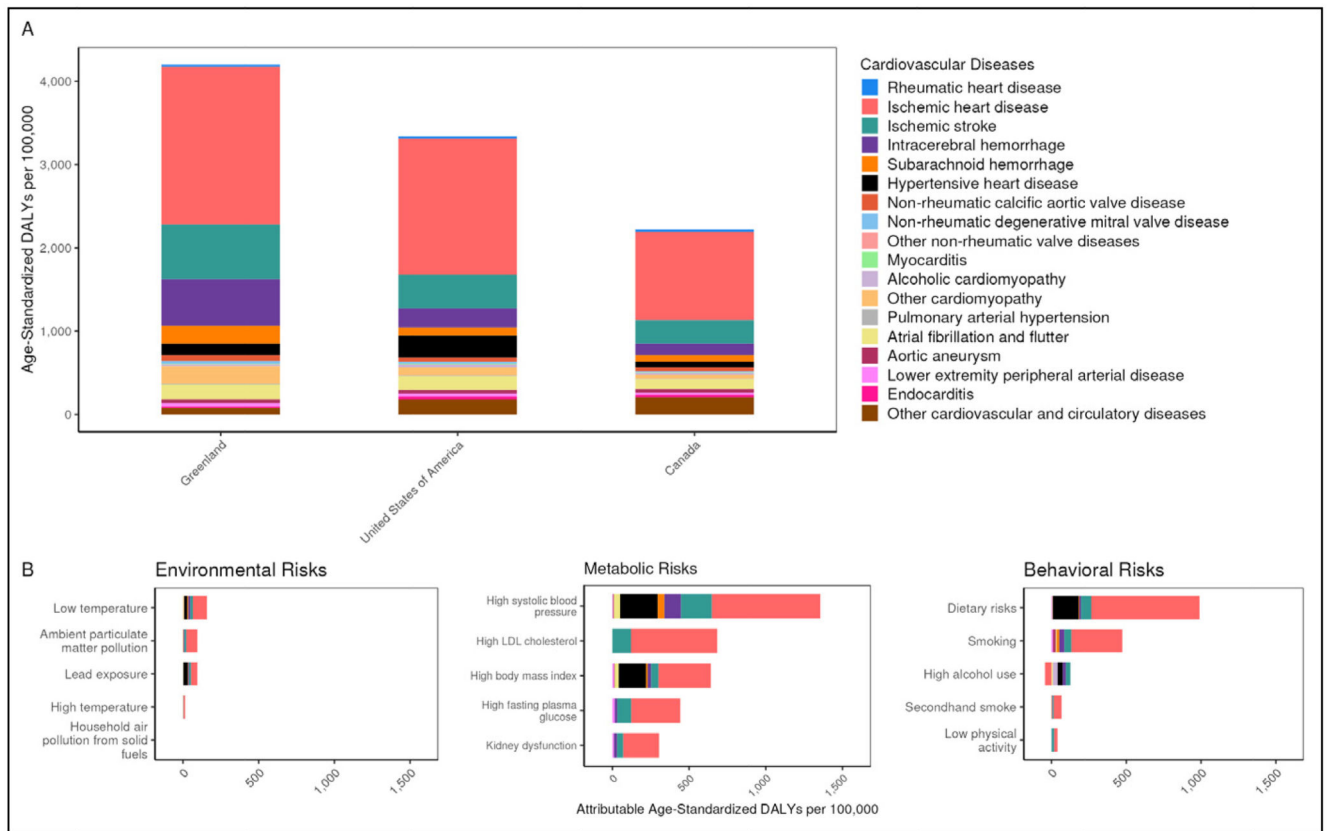 A
Age-Standardized DALYs per 100,000
4,000
3,000
2,000
1,000
0
Greenland
United States of America
Canada
Cardiovascular Diseases
Rheumatic heart disease
Ischemic heart disease
Ischemic stroke
Intracerebral hemorrhage
Subarachnoid hemorrhage
Hypertensive heart disease
Non-rheumatic calcific aortic valve disease
Non-rheumatic degenerative mitral valve disease
Other non-rheumatic valve diseases
Myocarditis
Alcoholic cardiomyopathy
Other cardiomyopathy
Pulmonary arterial hypertension
Atrial fibrillation and flutter
Aortic aneurysm
Lower extremity peripheral arterial disease
Endocarditis
Other cardiovascular and circulatory diseases
B
Environmental Risks
Low temperature
Ambient particulate
matter pollution
Lead exposure
High temperature
Household air
pollution from solid
fuels
0
500
1,000
1,500
Metabolic Risks
High systolic blood
pressure
High LDL cholesterol
High body mass index
High fasting plasma
glucose
Kidney dysfunction
0
500
1,000
1,500
Behavioral Risks
Dietary risks
Smoking
High alcohol use
Secondhand smoke
Low physical
activity
0
500
1,000
1,500
Attributable Age-Standardized DALYs per 100,000